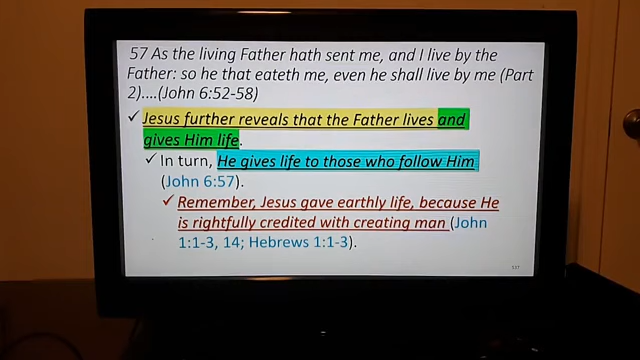 57 As the living Father hath sent me, and I live by the
Father: so he that eateth me, even he shall live by me (Part
2)....(John 6:52-58)
✓ Jesus further reveals that the Father lives and
gives Him life.
✓ In turn, He gives life to those who follow Him
(John 6:57).
✓ Remember, Jesus gave earthly life, because He
is rightfully credited with creating man (John
1:1-3, 14; Hebrews 1:1-3).